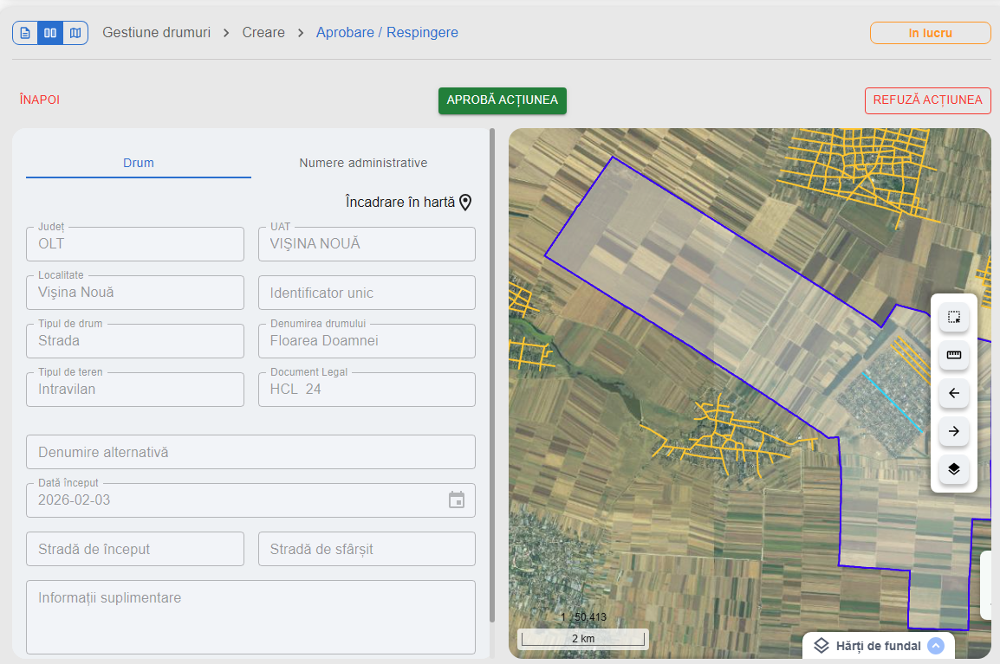 Gestiune drumuri > Creare > Aprobare / Respingere
In lucru
ÎNAPOI
APROBĂ ACȚIUNEA
REFUZĂ ACȚIUNEA
Drum
Numere administrative
Încadrare în hartă
Județ
OLT
UAT
VIȘINA NOUĂ
Localitate
Vișina Nouă
Identificator unic
Tipul de drum
Strada
Denumirea drumului
Floarea Doamnei
Tipul de teren
Intravilan
Document Legal
HCL 24
Denumire alternativă
Dată început
2026-02-03
Stradă de început
Stradă de sfârșit
Informații suplimentare
1 : 50,413
2 km
Hărți de fundal